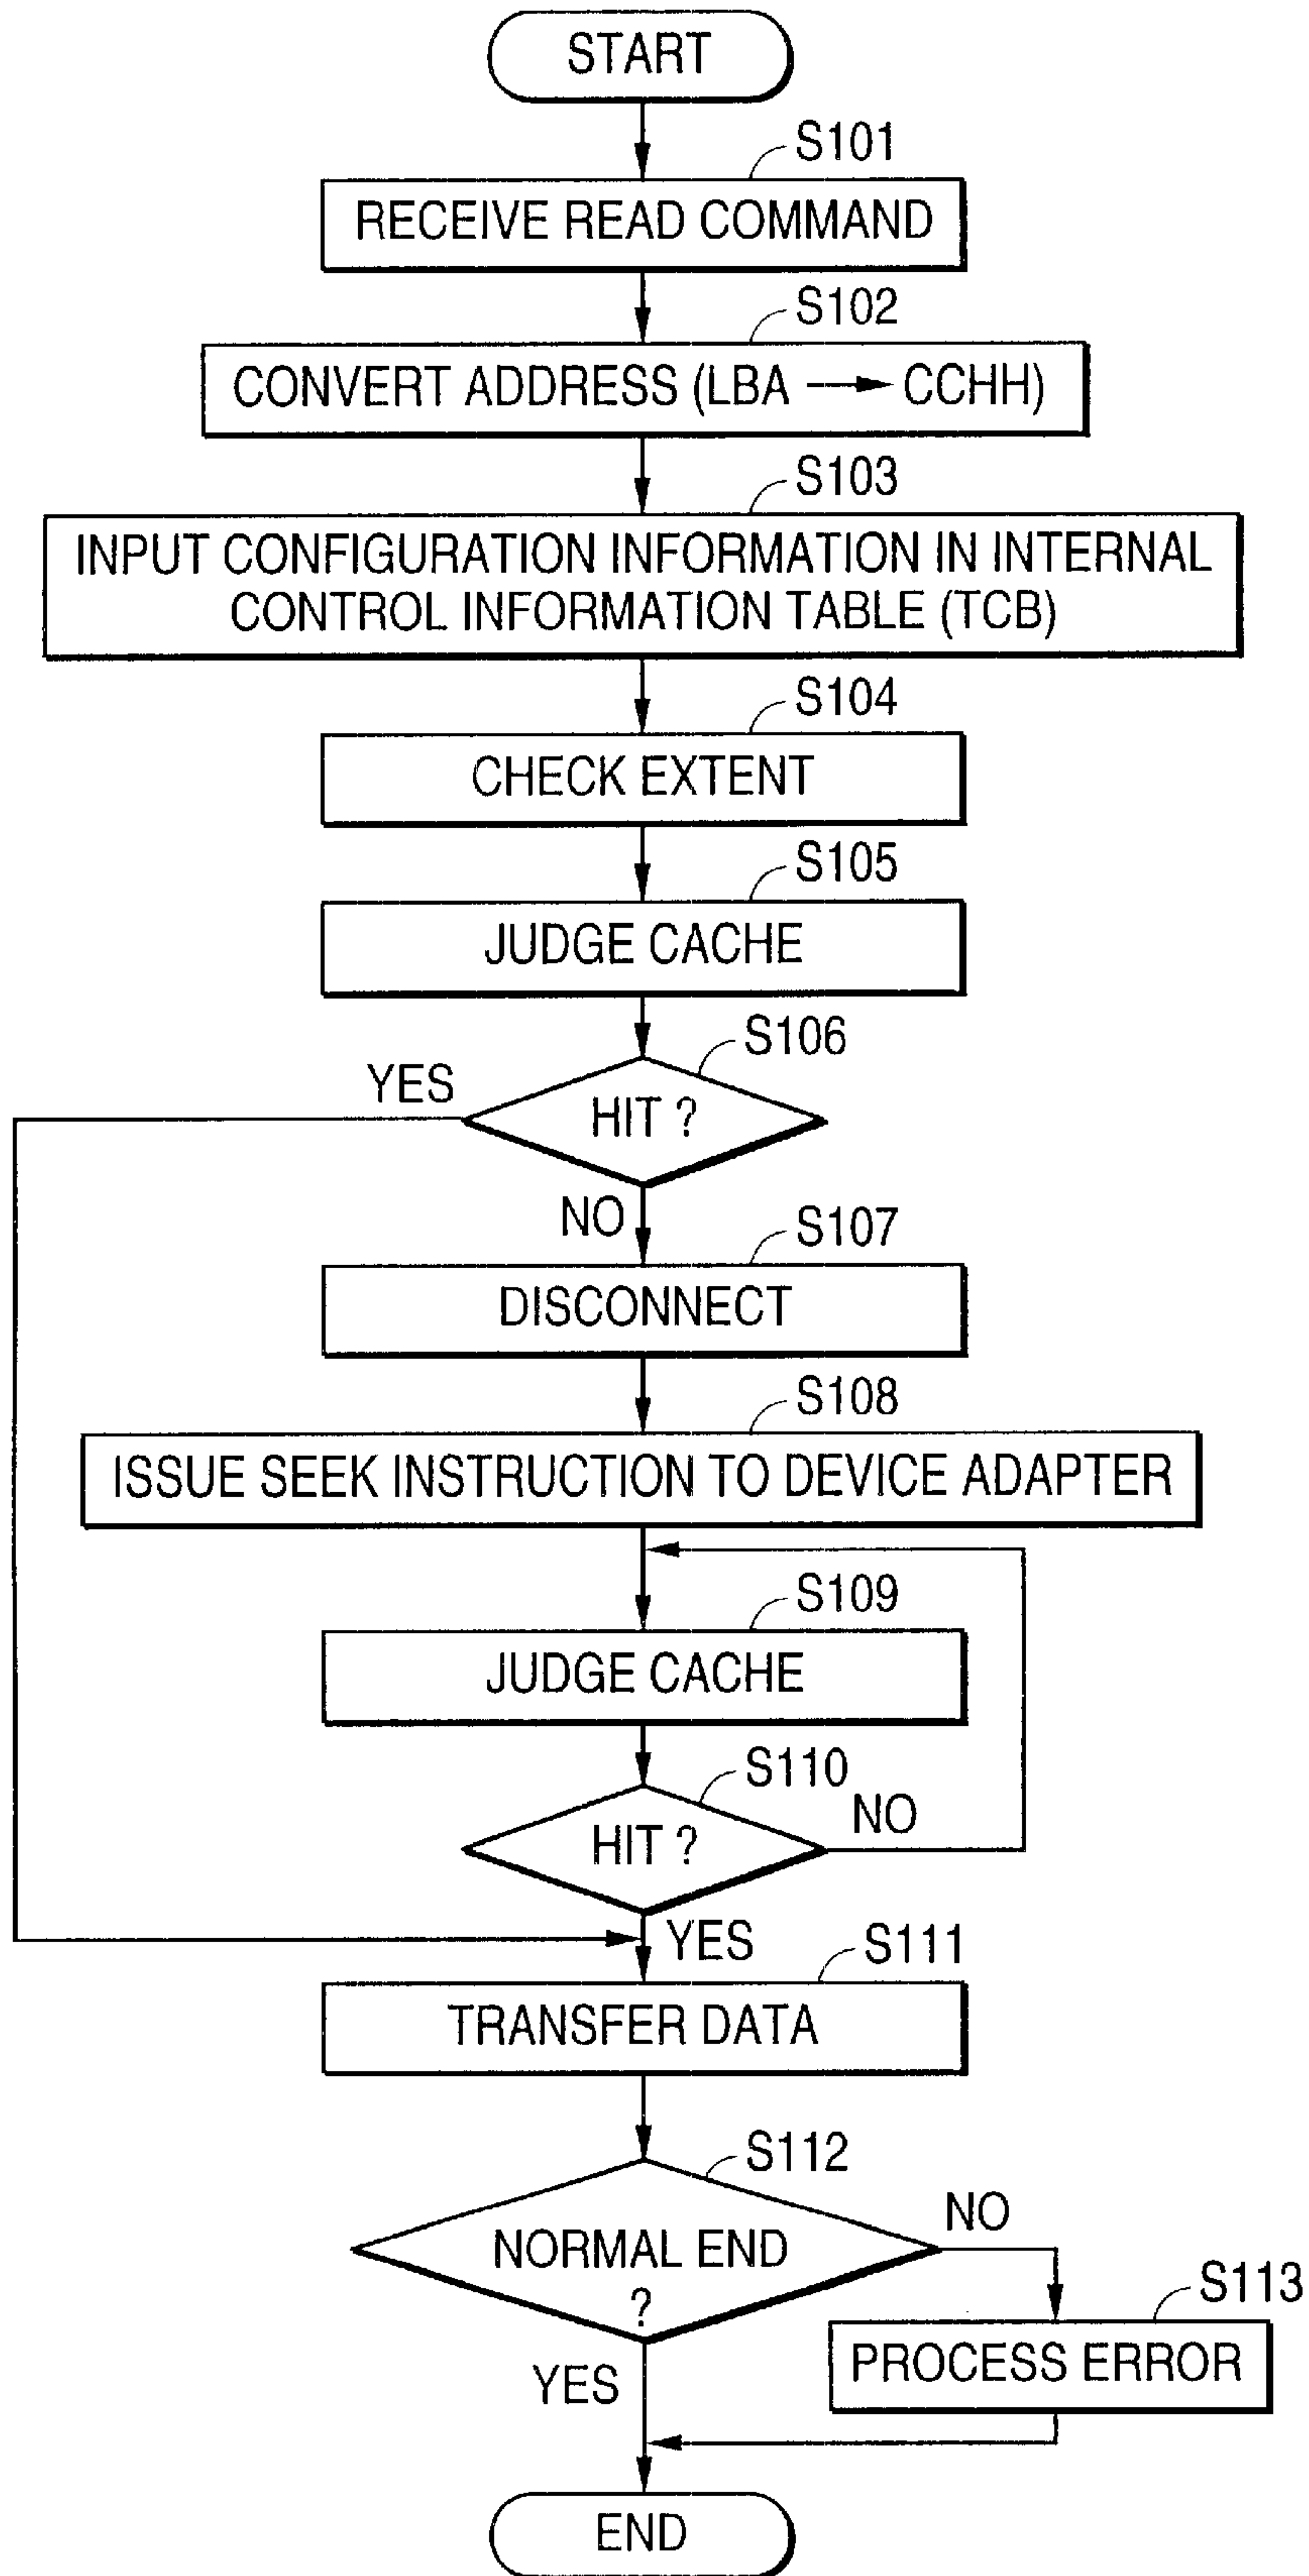 START
S101
RECEIVE READ COMMAND
S102
CONVERT ADDRESS (LBA → CCHH)
S103
INPUT CONFIGURATION INFORMATION IN INTERNAL
CONTROL INFORMATION TABLE (TCB)
S104
CHECK EXTENT
S105
JUDGE CACHE
S106
YES
HIT ?
NO
S107
DISCONNECT
S108
ISSUE SEEK INSTRUCTION TO DEVICE ADAPTER
S109
JUDGE CACHE
S110
HIT ?
NO
YES
S111
TRANSFER DATA
S112
NORMAL END
?
NO
S113
PROCESS ERROR
YES
END